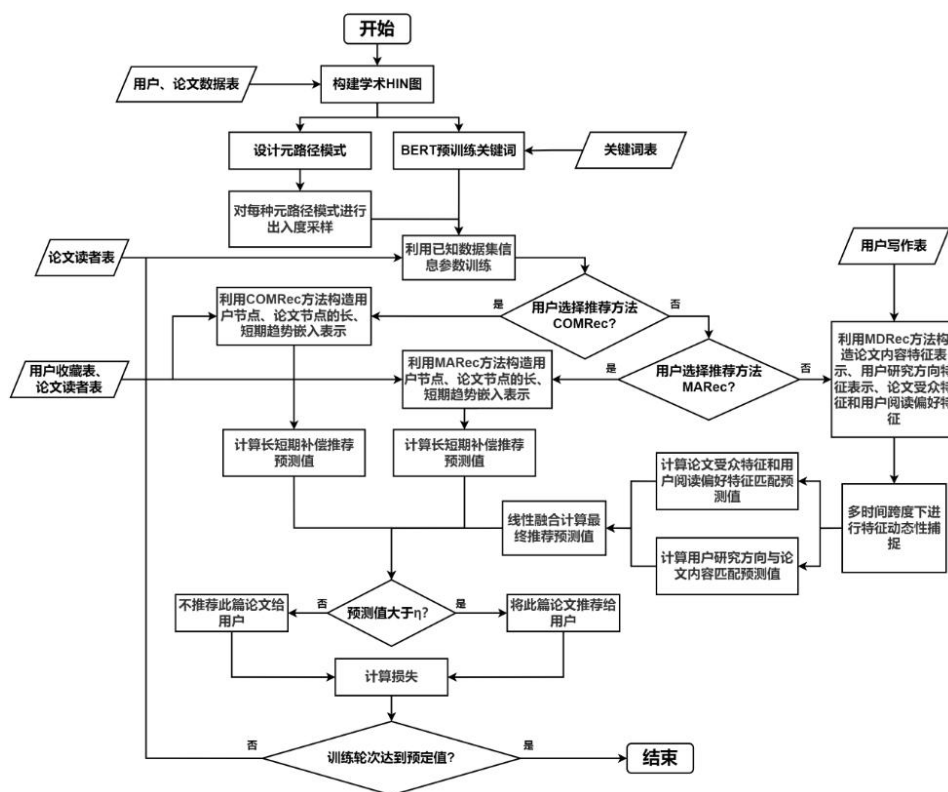 开始
用户、论文数据表
构建学术HIN图
设计元路径模式
BERT预训练关键词
关键词表
对每种元路径模式进行
出入度采样
论文读者表
利用已知数据集信
息参数训练
用户写作表
用户选择推荐方法
COMRec?
是
否
利用COMRec方法构造用
户节点、论文节点的长、
短期趋势嵌入表示
用户收藏表、
论文读者表
利用MARec方法构造用
户节点、论文节点的长、
短期趋势嵌入表示
是
用户选择推荐方法
MARec?
否
利用MDRec方法构
造论文内容特征表
示、用户研究方向特
征表示、论文受众特
征和用户阅读偏好特
征
计算长短期补偿推荐
预测值
计算长短期补偿推荐
预测值
计算论文受众特征和用
户阅读偏好特征匹配预
测值
线性融合计算最
终推荐预测值
多时间跨度下进
行特征动态性捕
捉
计算用户研究方向与论
文内容匹配预测值
不推荐此篇论文给
用户
否
预测值大于η?
是
将此篇论文推荐给
用户
计算损失
否
训练轮次达到预定值?
是
结束